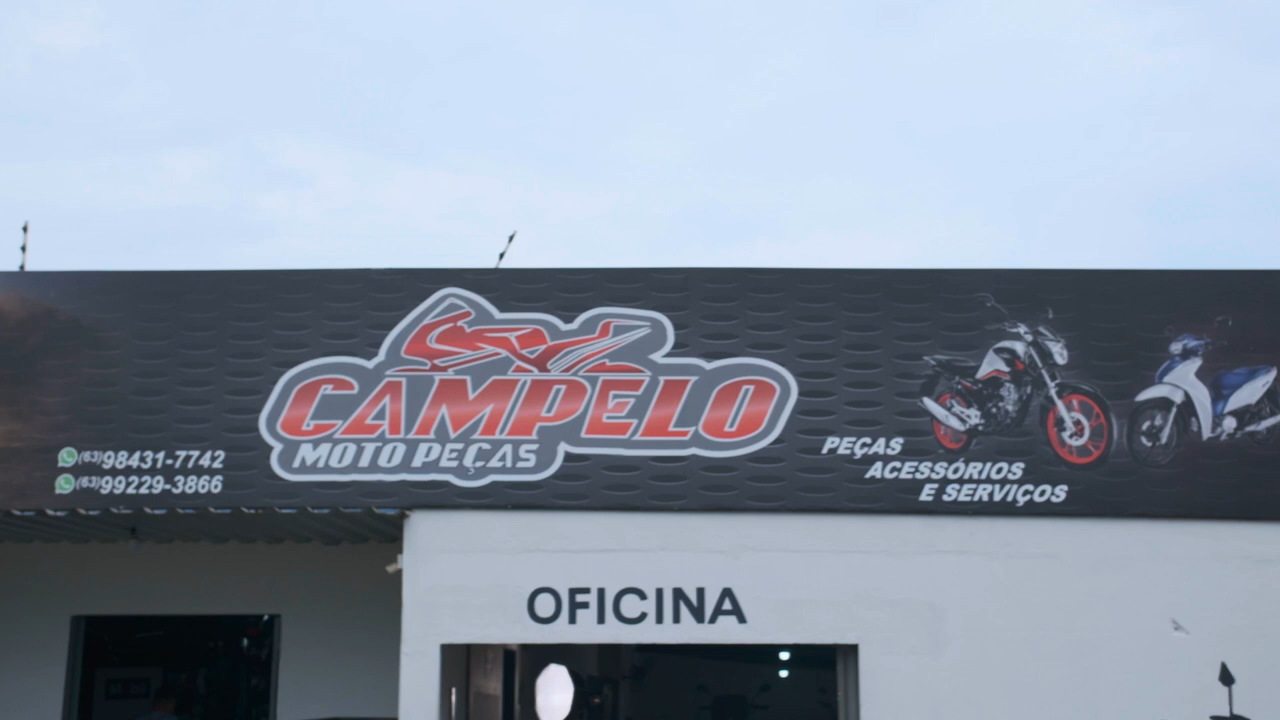 CAMPELO
MOTO PEÇAS
(63)98431-7742
(63)99229-3866
PEÇAS
ACESSÓRIOS
E SERVIÇOS
OFICINA